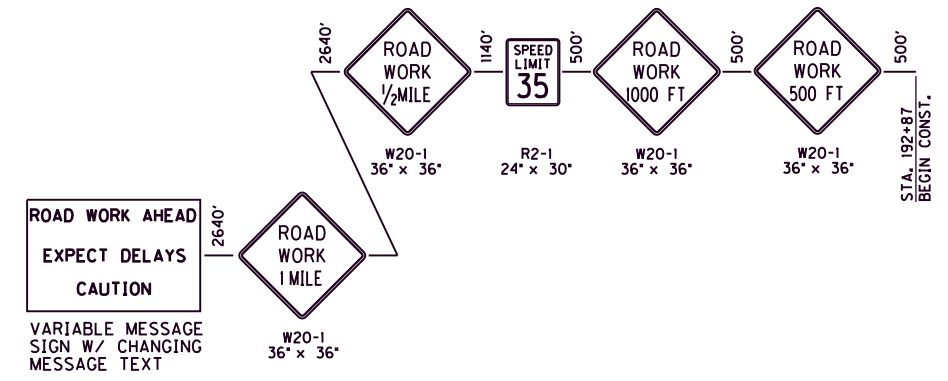 2640'
ROAD
WORK
1/2 MILE
1140'
SPEED
LIMIT
35
500'
ROAD
WORK
1000 FT
500'
ROAD
WORK
500 FT
500'
STA. 192+87
BEGIN CONST.
W20-1
36" x 36"
R2-1
24" x 30"
W20-1
36" x 36"
W20-1
36" x 36"
ROAD WORK AHEAD
EXPECT DELAYS
CAUTION
2640'
ROAD
WORK
1 MILE
VARIABLE MESSAGE
SIGN W/ CHANGING
MESSAGE TEXT
W20-1
36" x 36"